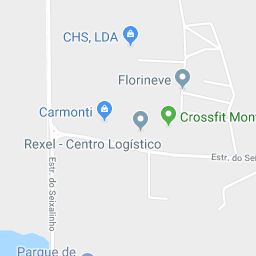 CHS, LDA
Florineve
Carmonti
Crossfit Mont
Rexel - Centro Logístico
Estr. do Sei
Estr. do Seixalinho
Parque de